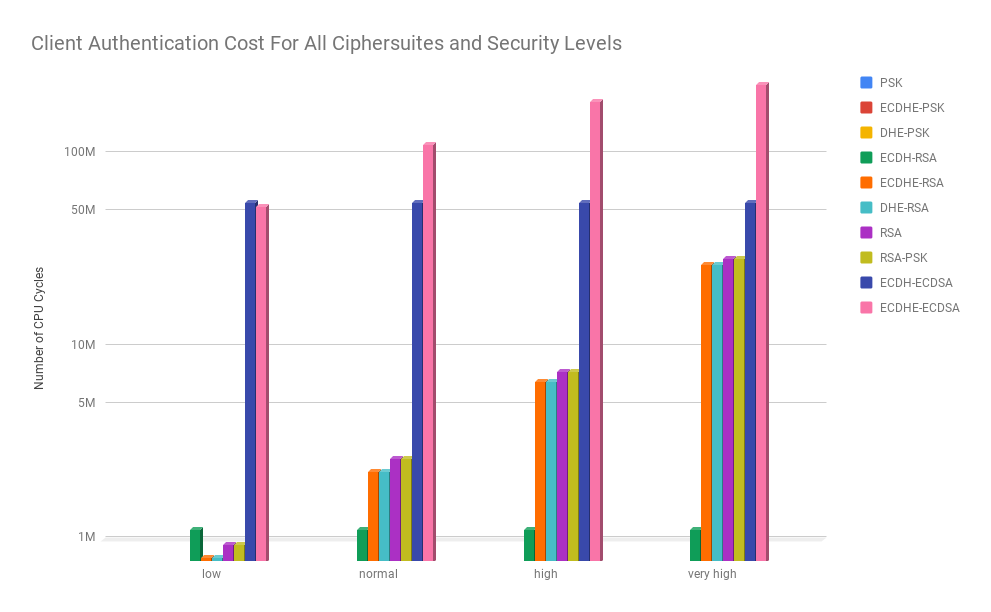 Client Authentication Cost For All Ciphersuites and Security Levels
PSK
ECDHE-PSK
DHE-PSK
ECDH-RSA
ECDHE-RSA
DHE-RSA
RSA
RSA-PSK
ECDH-ECDSA
ECDHE-ECDSA
Number of CPU Cycles
100M
50M
10M
5M
1M
low
normal
high
very high